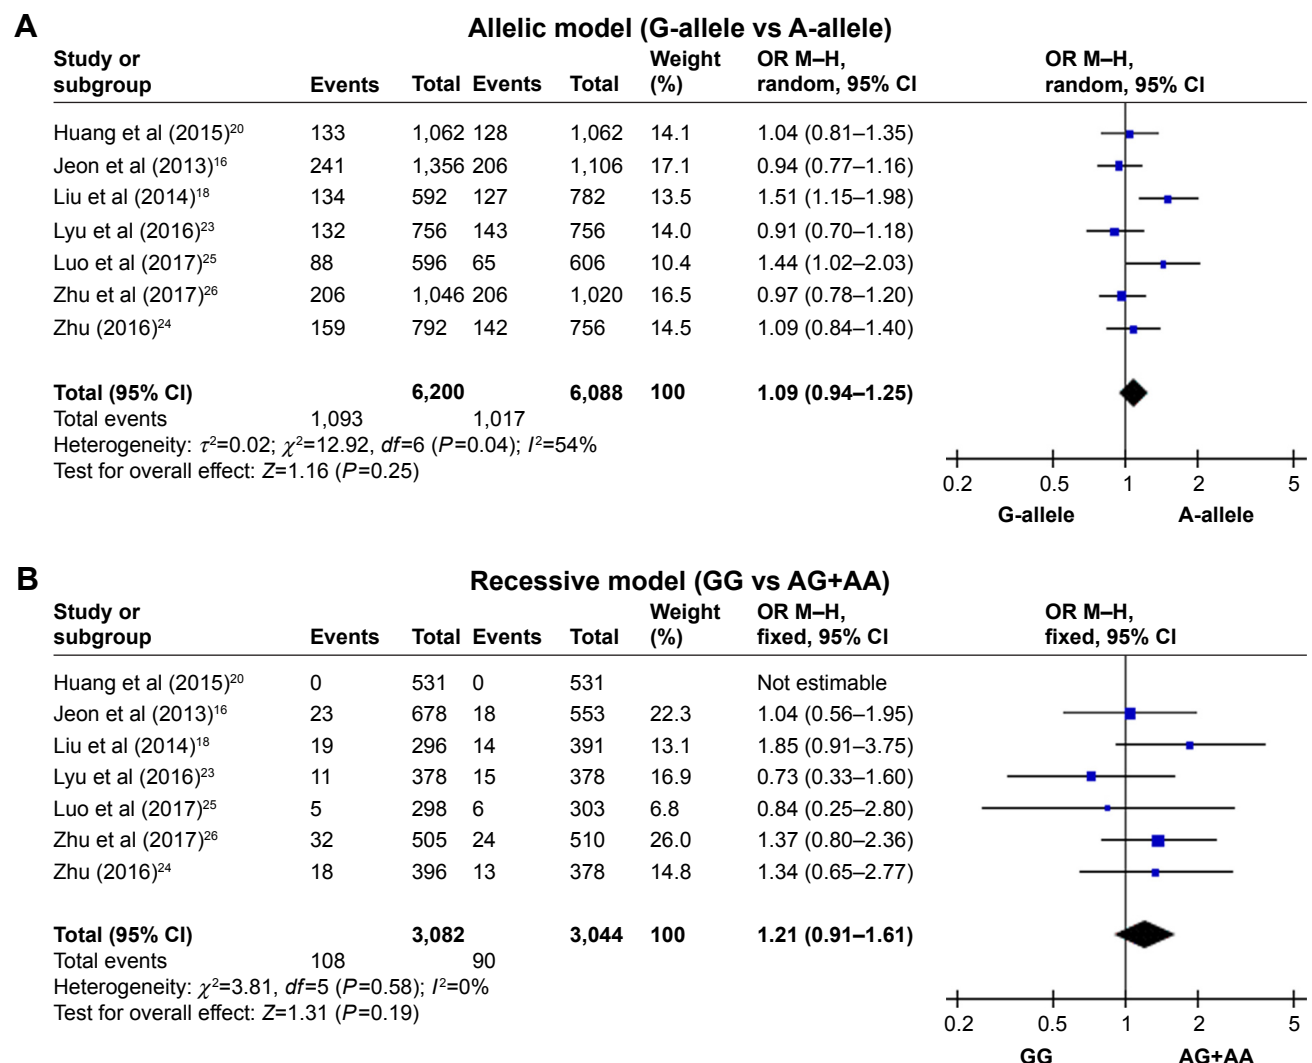 A
Allelic model (G-allele vs A-allele)
Study or subgroup Events Total Events Total Weight (%) OR M–H, random, 95% CI OR M–H, random, 95% CI
Huang et al (2015)20 133 1,062 128 1,062 14.1 1.04 (0.81–1.35)
Jeon et al (2013)16 241 1,356 206 1,106 17.1 0.94 (0.77–1.16)
Liu et al (2014)18 134 592 127 782 13.5 1.51 (1.15–1.98)
Lyu et al (2016)23 132 756 143 756 14.0 0.91 (0.70–1.18)
Luo et al (2017)25 88 596 65 606 10.4 1.44 (1.02–2.03)
Zhu et al (2017)26 206 1,046 206 1,020 16.5 0.97 (0.78–1.20)
Zhu (2016)24 159 792 142 756 14.5 1.09 (0.84–1.40)
Total (95% CI) 6,200 6,088 100 1.09 (0.94–1.25)
Total events 1,093 1,017
Heterogeneity: τ²=0.02; χ²=12.92, df=6 (P=0.04); I²=54%
Test for overall effect: Z=1.16 (P=0.25)
0.2 0.5 1 2 5
G-allele A-allele
B
Recessive model (GG vs AG+AA)
Study or subgroup Events Total Events Total Weight (%) OR M–H, fixed, 95% CI OR M–H, fixed, 95% CI
Huang et al (2015)20 0 531 0 531 Not estimable
Jeon et al (2013)16 23 678 18 553 22.3 1.04 (0.56–1.95)
Liu et al (2014)18 19 296 14 391 13.1 1.85 (0.91–3.75)
Lyu et al (2016)23 11 378 15 378 16.9 0.73 (0.33–1.60)
Luo et al (2017)25 5 298 6 303 6.8 0.84 (0.25–2.80)
Zhu et al (2017)26 32 505 24 510 26.0 1.37 (0.80–2.36)
Zhu (2016)24 18 396 13 378 14.8 1.34 (0.65–2.77)
Total (95% CI) 3,082 3,044 100 1.21 (0.91–1.61)
Total events 108 90
Heterogeneity: χ²=3.81, df=5 (P=0.58); I²=0%
Test for overall effect: Z=1.31 (P=0.19)
0.2 0.5 1 2 5
GG AG+AA